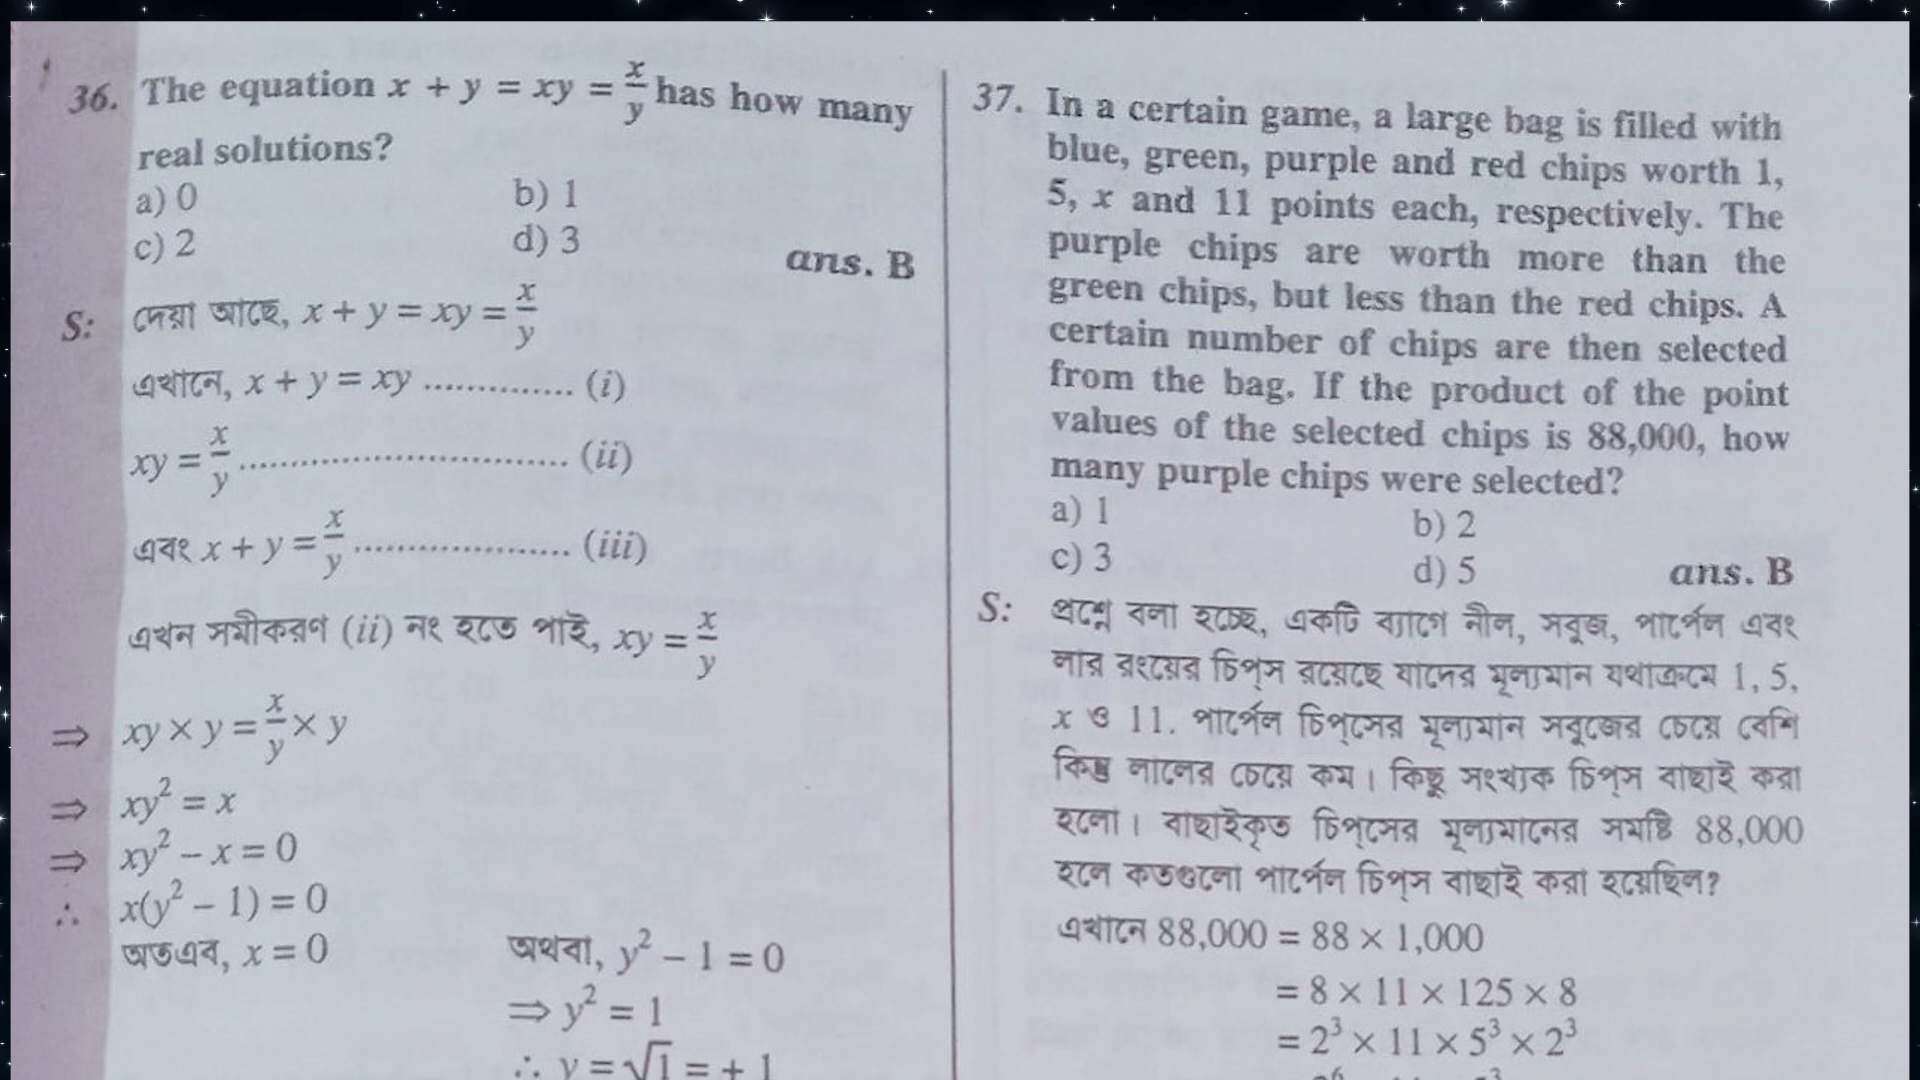 36. The equation x + y = xy = x/y has how many
real solutions?
a) 0 b) 1
c) 2 d) 3
ans. B
S: দেয়া আছে, x + y = xy = x/y
এখানে, x + y = xy .............. (i)
xy = x/y .............................. (ii)
এবং x + y = x/y .................... (iii)
এখন সমীকরণ (ii) নং হতে পাই, xy = x/y
⇒ xy × y = x/y × y
⇒ xy² = x
⇒ xy² – x = 0
∴ x(y² – 1) = 0
অতএব, x = 0 অথবা, y² – 1 = 0
⇒ y² = 1
∴ y = √1 = + 1
37. In a certain game, a large bag is filled with
blue, green, purple and red chips worth 1,
5, x and 11 points each, respectively. The
purple chips are worth more than the
green chips, but less than the red chips. A
certain number of chips are then selected
from the bag. If the product of the point
values of the selected chips is 88,000, how
many purple chips were selected?
a) 1 b) 2
c) 3 d) 5 ans. B
S: প্রশ্নে বলা হচ্ছে, একটি ব্যাগে নীল, সবুজ, পার্পেল এবং
লার রংয়ের চিপ্‌স রয়েছে যাদের মূল্যমান যথাক্রমে 1, 5,
x ও 11. পার্পেল চিপ্‌সের মূল্যমান সবুজের চেয়ে বেশি
কিন্তু লালের চেয়ে কম। কিছু সংখ্যক চিপ্‌স বাছাই করা
হলো। বাছাইকৃত চিপ্‌সের মূল্যমানের সমষ্টি 88,000
হলে কতগুলো পার্পেল চিপ্‌স বাছাই করা হয়েছিল?
এখানে 88,000 = 88 × 1,000
= 8 × 11 × 125 × 8
= 2³ × 11 × 5³ × 2³